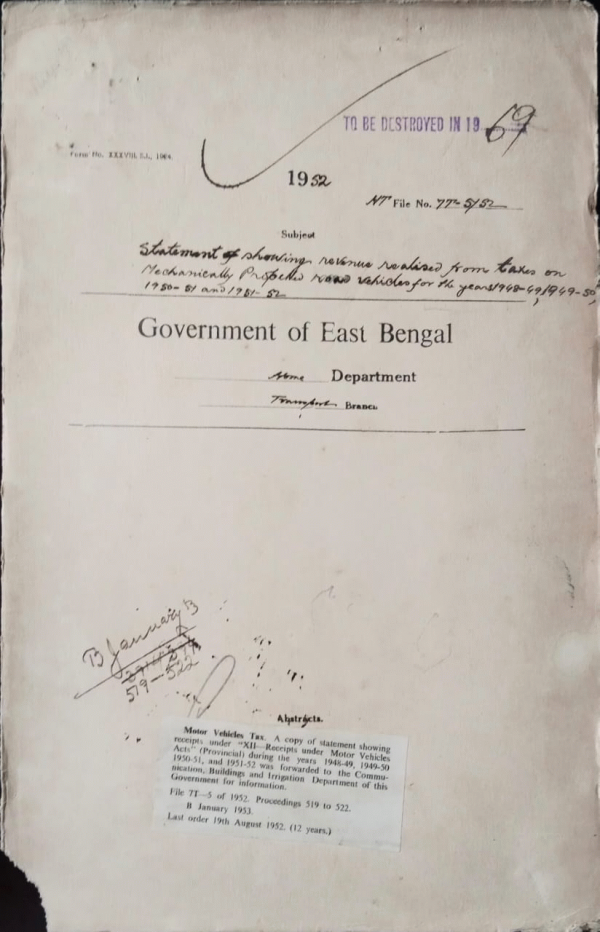 TO BE DESTROYED IN 19 69
Form No. XXXVIII, 1964.
1952
File No. 7T-5/52
Subject
Statement of showing revenue realised from taxes on
Mechanically Propelled road vehicles for the years 1948-49, 1949-50,
1950-51 and 1951-52
Government of East Bengal
Home Department
Transport Branch
B January B
519-522
Abstracts.
Motor Vehicles Tax. A copy of statement showing
receipts under "XII—Receipts under Motor Vehicles
Acts" (Provincial) during the years 1948-49, 1949-50
1950-51, and 1951-52 was forwarded to the Commu-
nication, Buildings and Irrigation Department of this
Government for information.
File 7T—5 of 1952. Proceedings 519 to 522.
B January 1953.
Last order 19th August 1952. (12 years.)